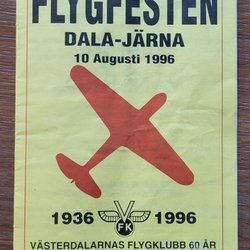 FLYGFESTEN
DALA-JÄRNA
10 Augusti 1996
1936 1996
V
FK
VÄSTERDALARNAS FLYGKLUBB 60 ÅR